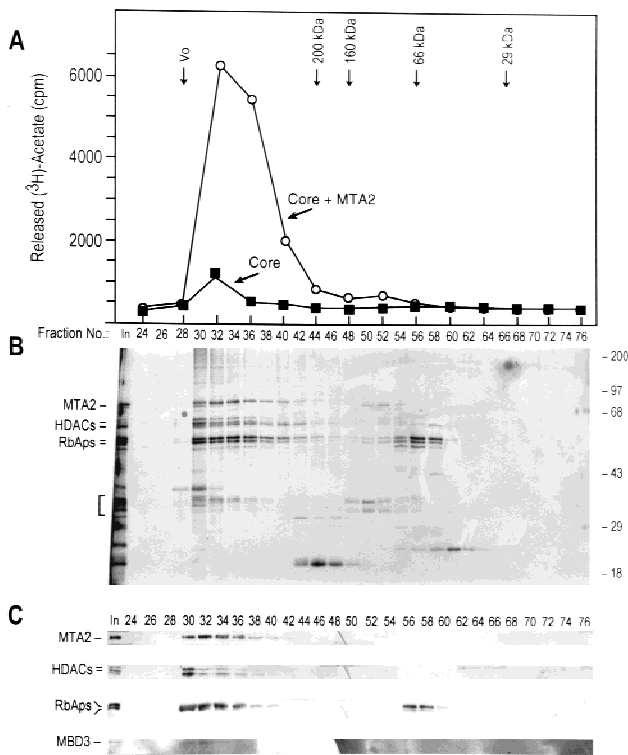 A
Released (³H)-Acetate (cpm)
6000
4000
2000
Vo
200 kDa
160 kDa
66 kDa
29 kDa
Core + MTA2
Core
Fraction No.: In 24 26 28 30 32 34 36 38 40 42 44 46 48 50 52 54 56 58 60 62 64 66 68 70 72 74 76
B
MTA2 –
HDACs =
RbAps =
[
- 200
- 97
- 68
- 43
- 29
- 18
C
In 24 26 28 30 32 34 36 38 40 42 44 46 48 50 52 54 56 58 60 62 64 66 68 70 72 74 76
MTA2 –
HDACs =
RbAps >
MBD3 –